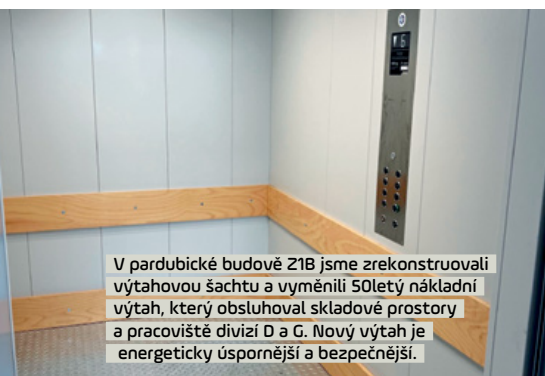 6
V pardubické budově Z1B jsme zrekonstruovali
výtahovou šachtu a vyměnili 50letý nákladní
výtah, který obsluhoval skladové prostory
a pracoviště divizí D a G. Nový výtah je
energeticky úspornější a bezpečnější.